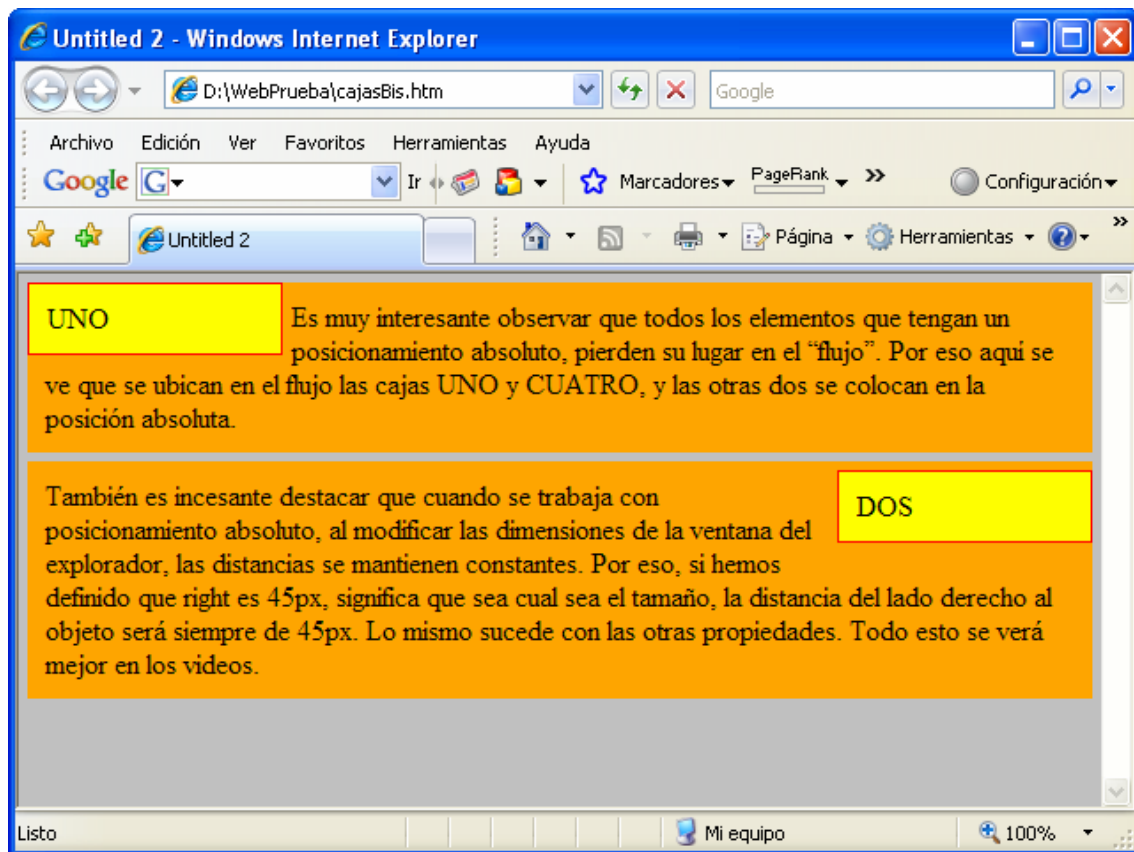 Untitled 2 - Windows Internet Explorer
D:\WebPrueba\cajasBis.htm
Google
Archivo Edición Ver Favoritos Herramientas Ayuda
Google G Ir Marcadores PageRank » Configuración
Untitled 2 Página Herramientas »
UNO
Es muy interesante observar que todos los elementos que tengan un
posicionamiento absoluto, pierden su lugar en el “flujo”. Por eso aquí se
ve que se ubican en el flujo las cajas UNO y CUATRO, y las otras dos se colocan en la
posición absoluta.
DOS
También es incesante destacar que cuando se trabaja con
posicionamiento absoluto, al modificar las dimensiones de la ventana del
explorador, las distancias se mantienen constantes. Por eso, si hemos
definido que right es 45px, significa que sea cual sea el tamaño, la distancia del lado derecho al
objeto será siempre de 45px. Lo mismo sucede con las otras propiedades. Todo esto se verá
mejor en los videos.
Listo Mi equipo 100%